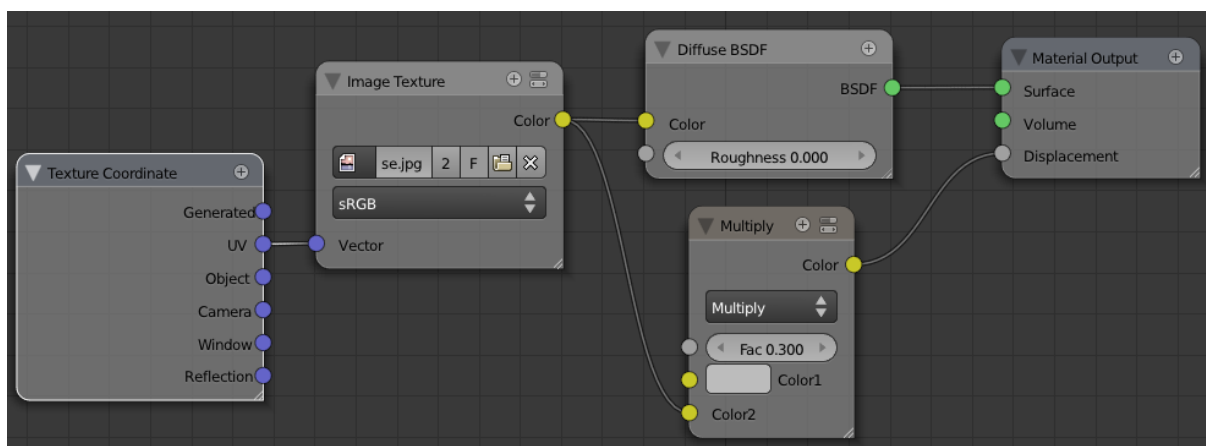 Texture Coordinate
Generated
UV
Object
Camera
Window
Reflection
Image Texture
Color
se.jpg 2 F
sRGB
Vector
Diffuse BSDF
BSDF
Color
Roughness 0.000
Multiply
Color
Multiply
Fac 0.300
Color1
Color2
Material Output
Surface
Volume
Displacement